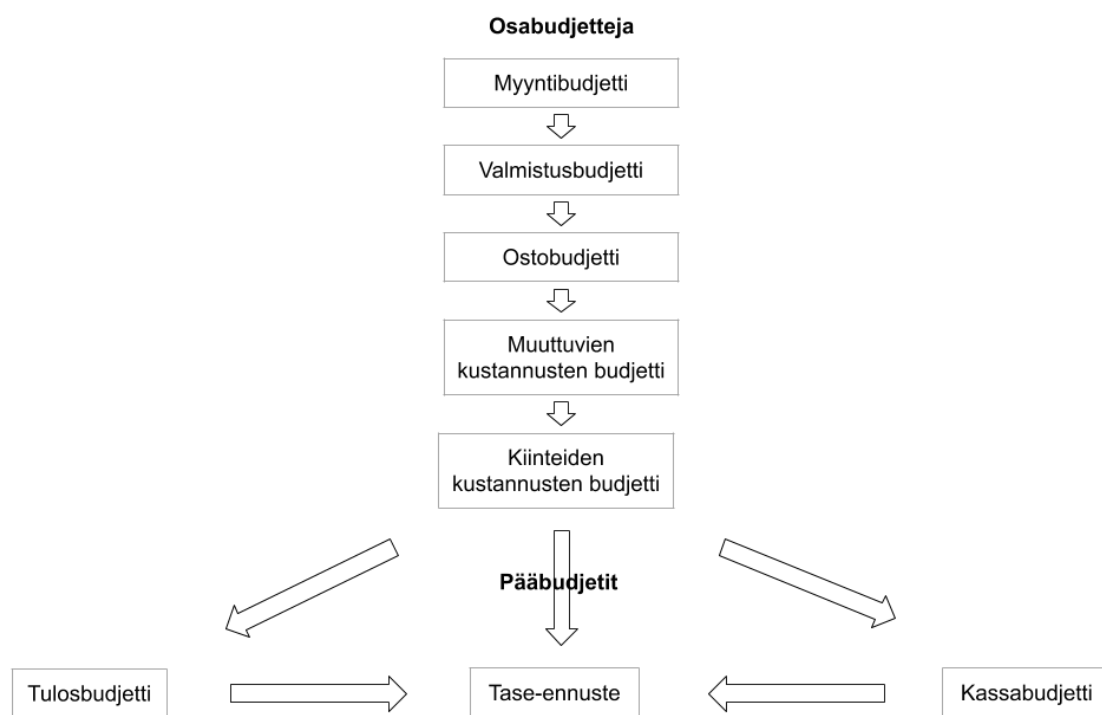 Osabudjetteja
Myyntibudjetti
Valmistusbudjetti
Ostobudjetti
Muuttuvien
kustannusten budjetti
Kiinteiden
kustannusten budjetti
Pääbudjetit
Tulosbudjetti
Tase-ennuste
Kassabudjetti